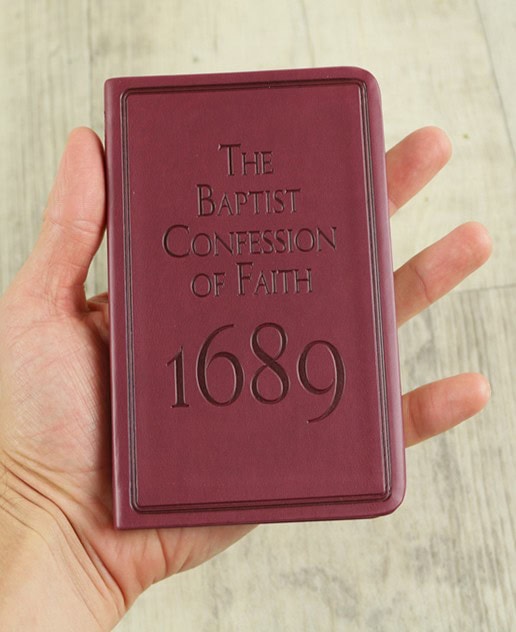 The
Baptist
Confession
of Faith
1689